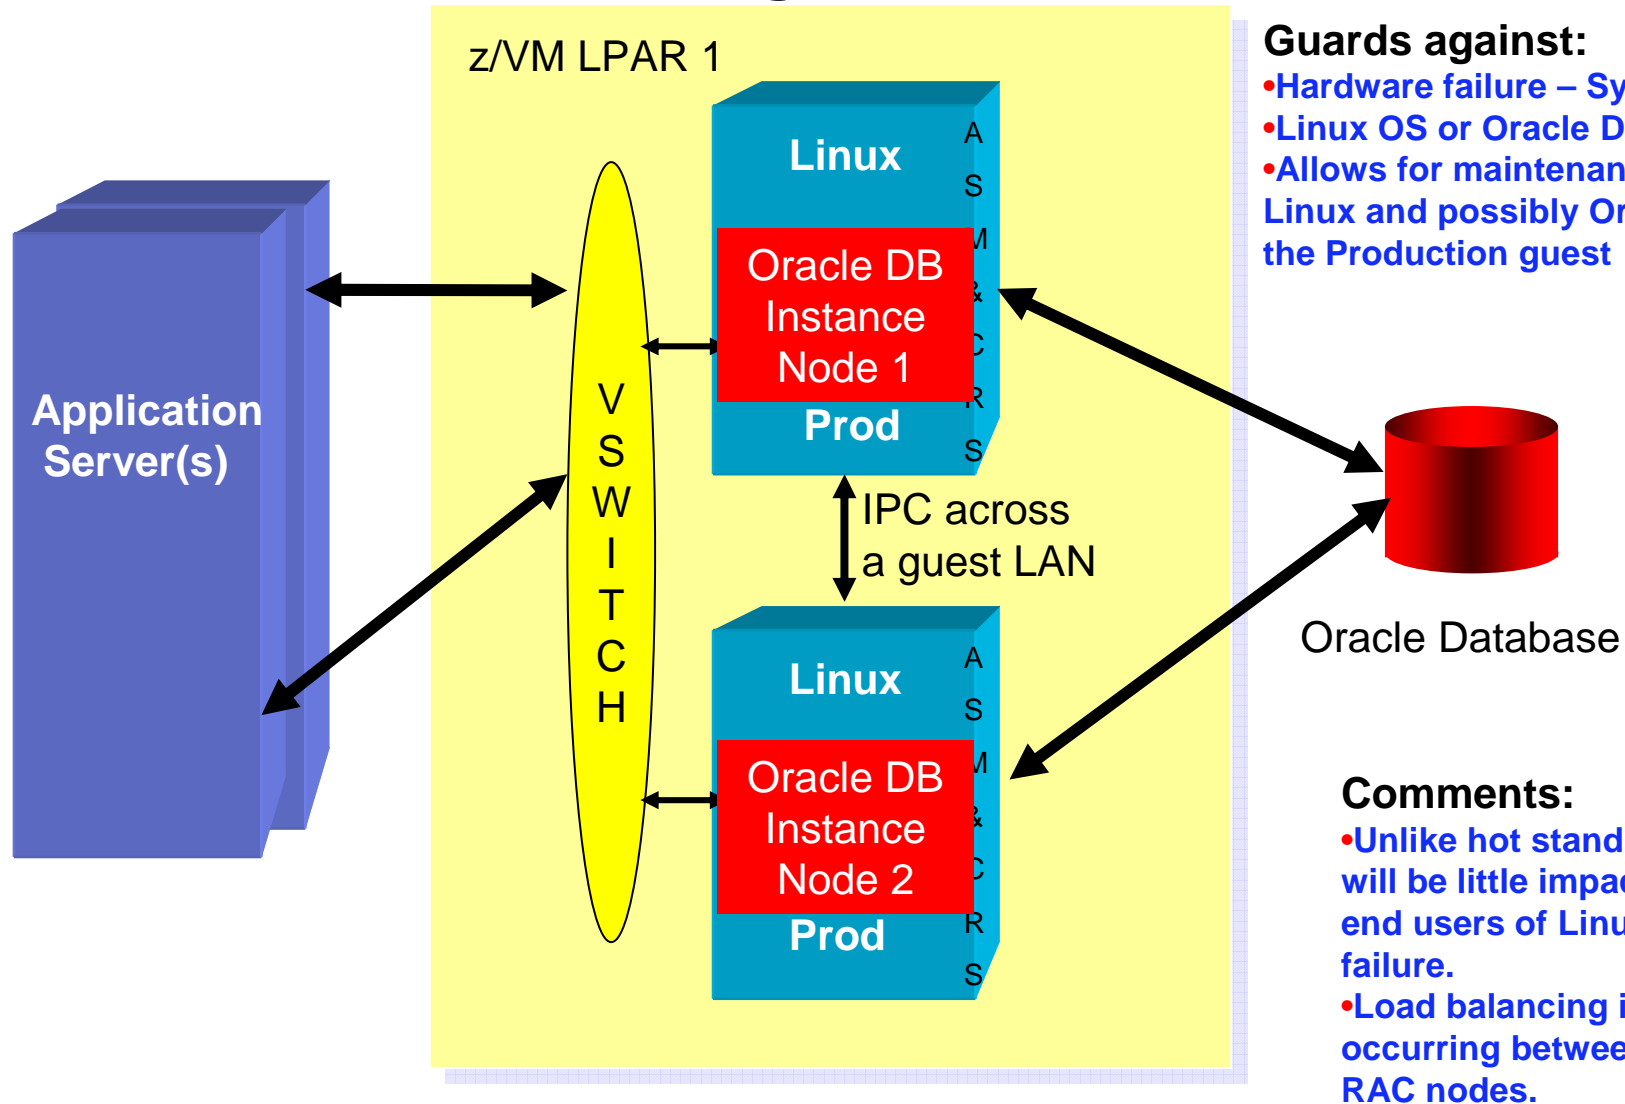 z/VM LPAR 1
Guards against:
•Hardware failure – Sy
•Linux OS or Oracle D
•Allows for maintenan
Linux and possibly Or
the Production guest
Application
Server(s)
V
S
W
I
T
C
H
Linux
Oracle DB
Instance
Node 1
Prod
A
S
M
&
C
R
S
IPC across
a guest LAN
Linux
Oracle DB
Instance
Node 2
Prod
A
S
M
&
C
R
S
Oracle Database
Comments:
•Unlike hot stand
will be little impa
end users of Linu
failure.
•Load balancing i
occurring betwee
RAC nodes.